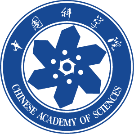 中国科学院
CHINESE ACADEMY OF SCIENCES